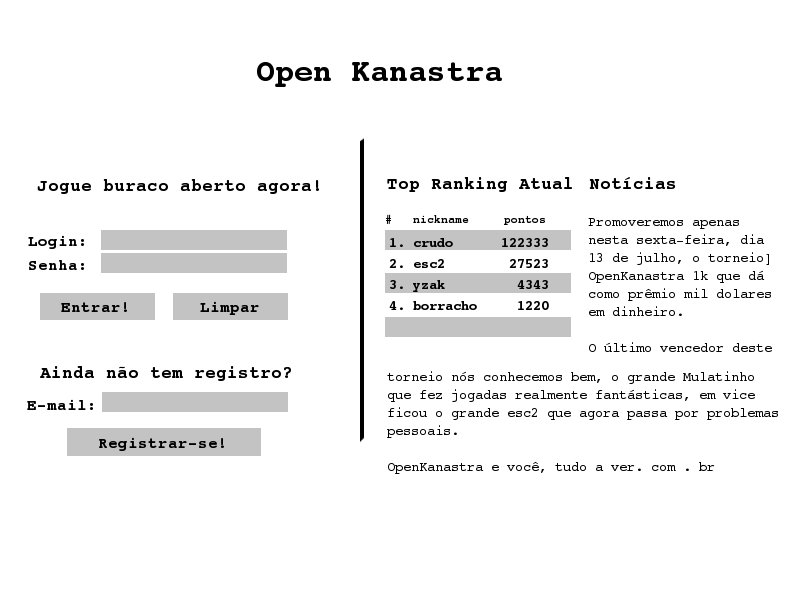 Open Kanastra
Jogue buraco aberto agora!
Login:
Senha:
Entrar! Limpar
Ainda não tem registro?
E-mail:
Registrar-se!
Top Ranking Atual
# nickname pontos
1. crudo 122333
2. esc2 27523
3. yzak 4343
4. borracho 1220
Notícias
Promoveremos apenas
nesta sexta-feira, dia
13 de julho, o torneio]
OpenKanastra 1k que dá
como prêmio mil dolares
em dinheiro.
O último vencedor deste
torneio nós conhecemos bem, o grande Mulatinho
que fez jogadas realmente fantásticas, em vice
ficou o grande esc2 que agora passa por problemas
pessoais.
OpenKanastra e você, tudo a ver. com . br